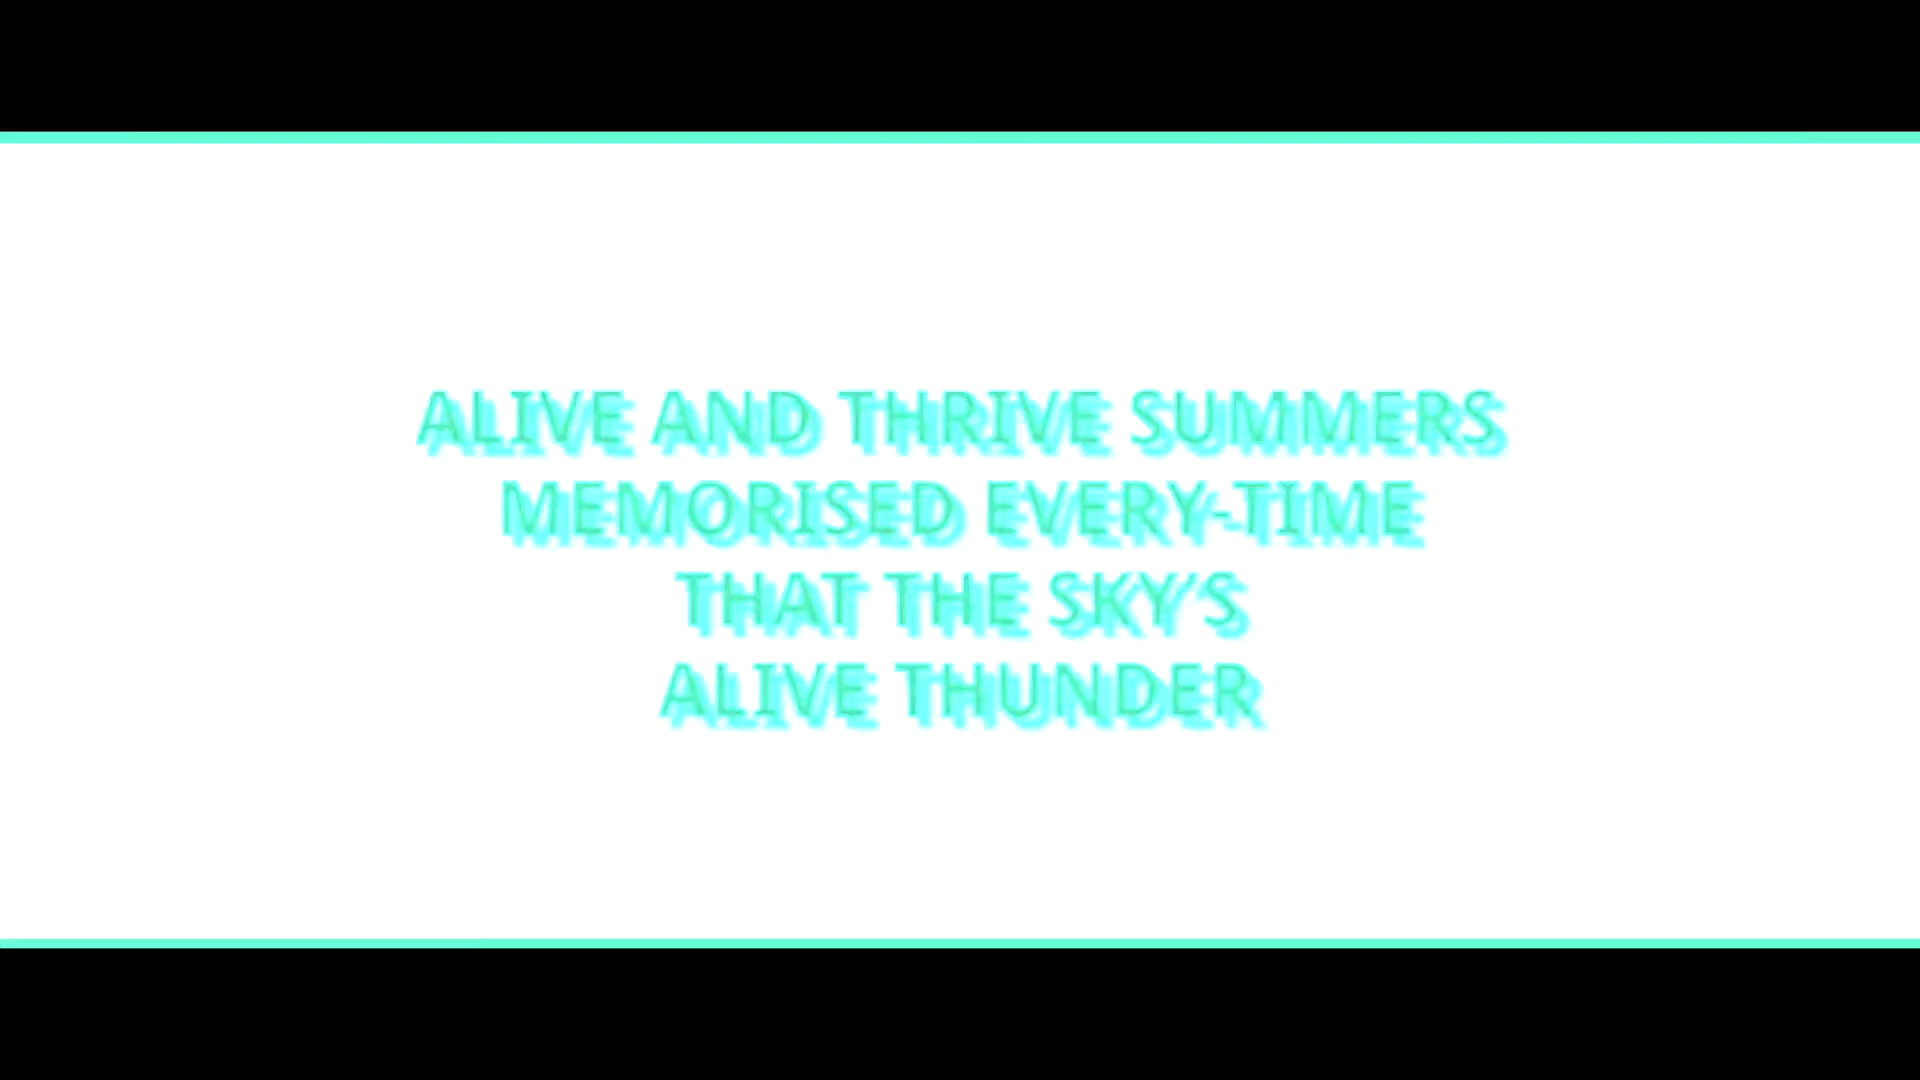 ALIVE AND THRIVE SUMMERS
MEMORISED EVERY-TIME
THAT THE SKY'S
ALIVE THUNDER